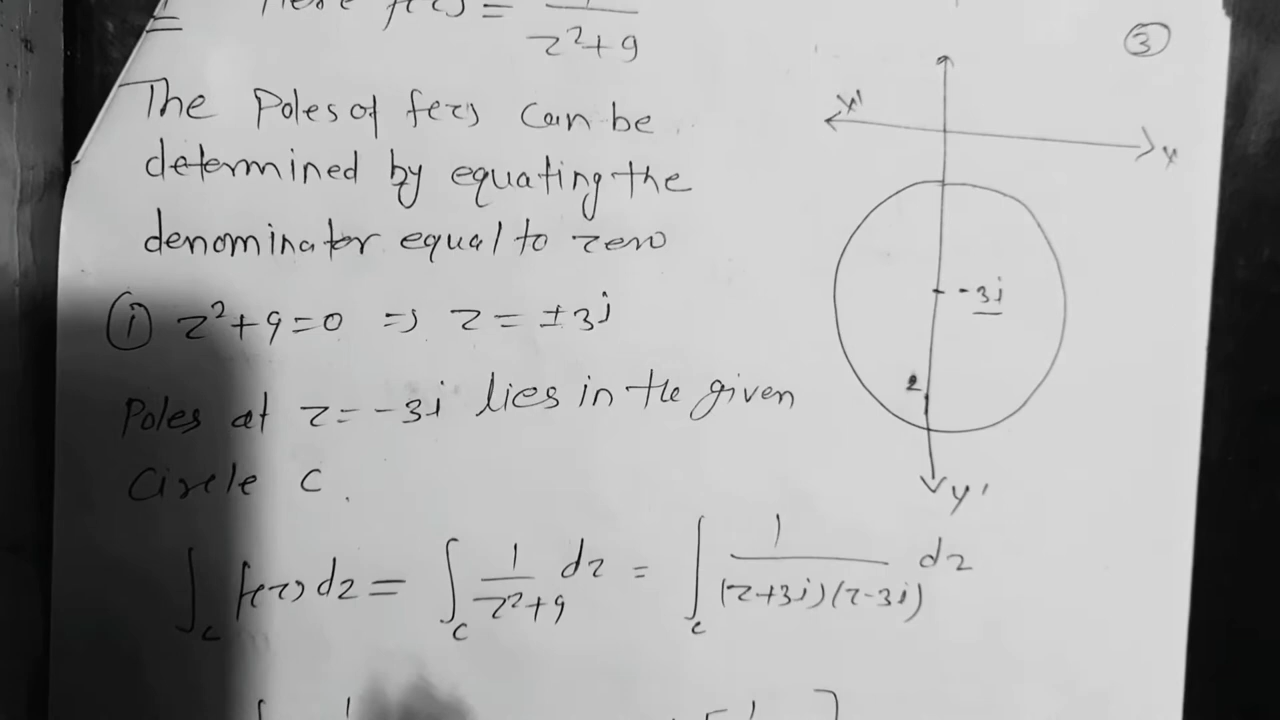 = Here f(z) = 1/z²+9
③
The Poles of f(z) can be
determined by equating the
denominator equal to zero
ⓘ z²+9=0 => z = ±3i
Poles at z=-3i lies in the given
Circle C.
∫c f(z) dz = ∫c 1/z²+9 dz = ∫c 1/(z+3i)(z-3i) dz
x'
x
-3i
2
y'